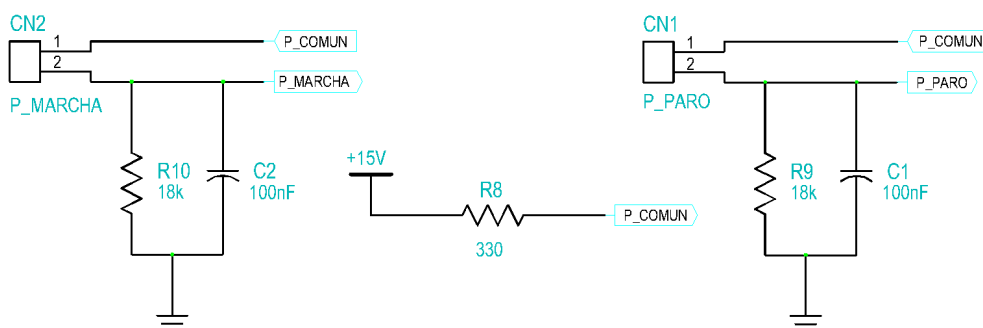 CN2
1
P_COMUN
2
P_MARCHA
P_MARCHA
R10
18k
C2
100nF
+15V
R8
330
P_COMUN
CN1
1
P_COMUN
2
P_PARO
P_PARO
R9
18k
C1
100nF